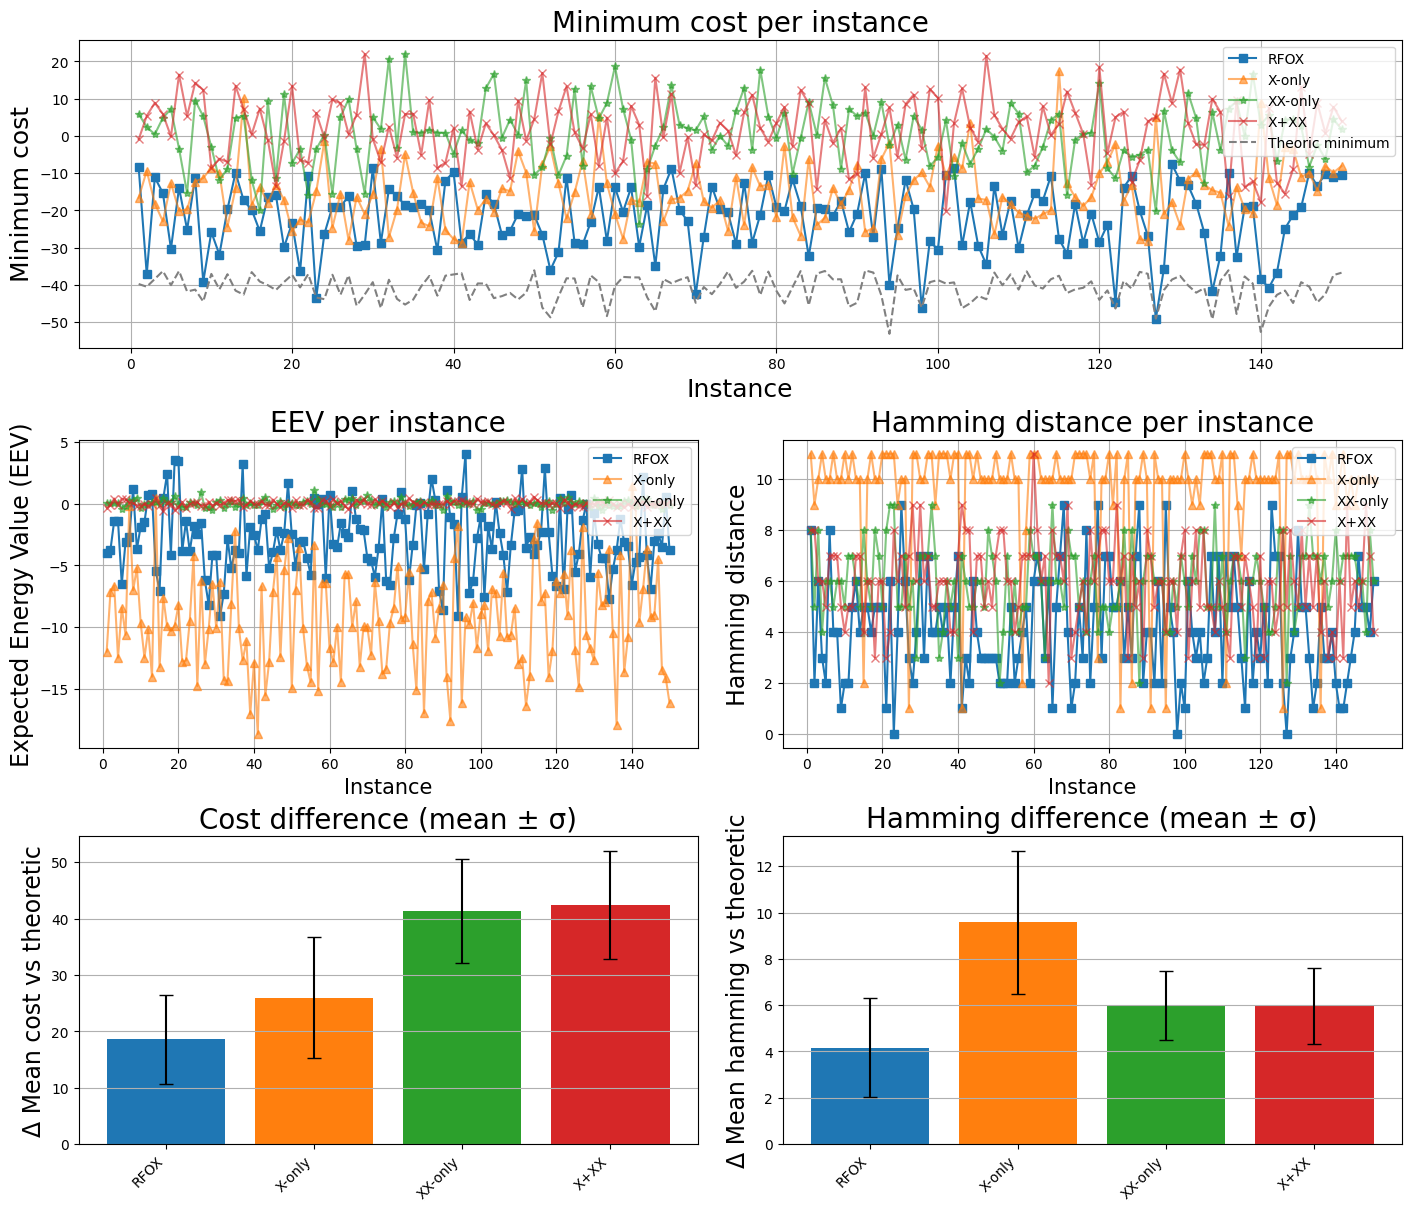 Minimum cost per instance
Minimum cost
20
10
0
−10
−20
−30
−40
−50
RFOX
X-only
XX-only
X+XX
Theoric minimum
0
20
40
60
80
100
120
140
Instance
EEV per instance
Expected Energy Value (EEV)
5
0
−5
−10
−15
RFOX
X-only
XX-only
X+XX
0
20
40
60
80
100
120
140
Instance
Hamming distance per instance
Hamming distance
10
8
6
4
2
0
RFOX
X-only
XX-only
X+XX
0
20
40
60
80
100
120
140
Instance
Cost difference (mean ± σ)
Δ Mean cost vs theoretic
50
40
30
20
10
0
RFOX
X-only
XX-only
X+XX
Hamming difference (mean ± σ)
Δ Mean hamming vs theoretic
12
10
8
6
4
2
0
RFOX
X-only
XX-only
X+XX